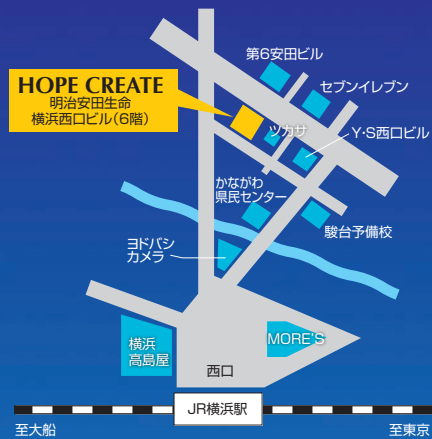 第6安田ビル
セブンイレブン
HOPE CREATE
明治安田生命
横浜西口ビル(6階)
ツカサ
Y・S西口ビル
かながわ
県民センター
駿台予備校
ヨドバシ
カメラ
横浜
高島屋
MORE'S
西口
JR横浜駅
至大船
至東京